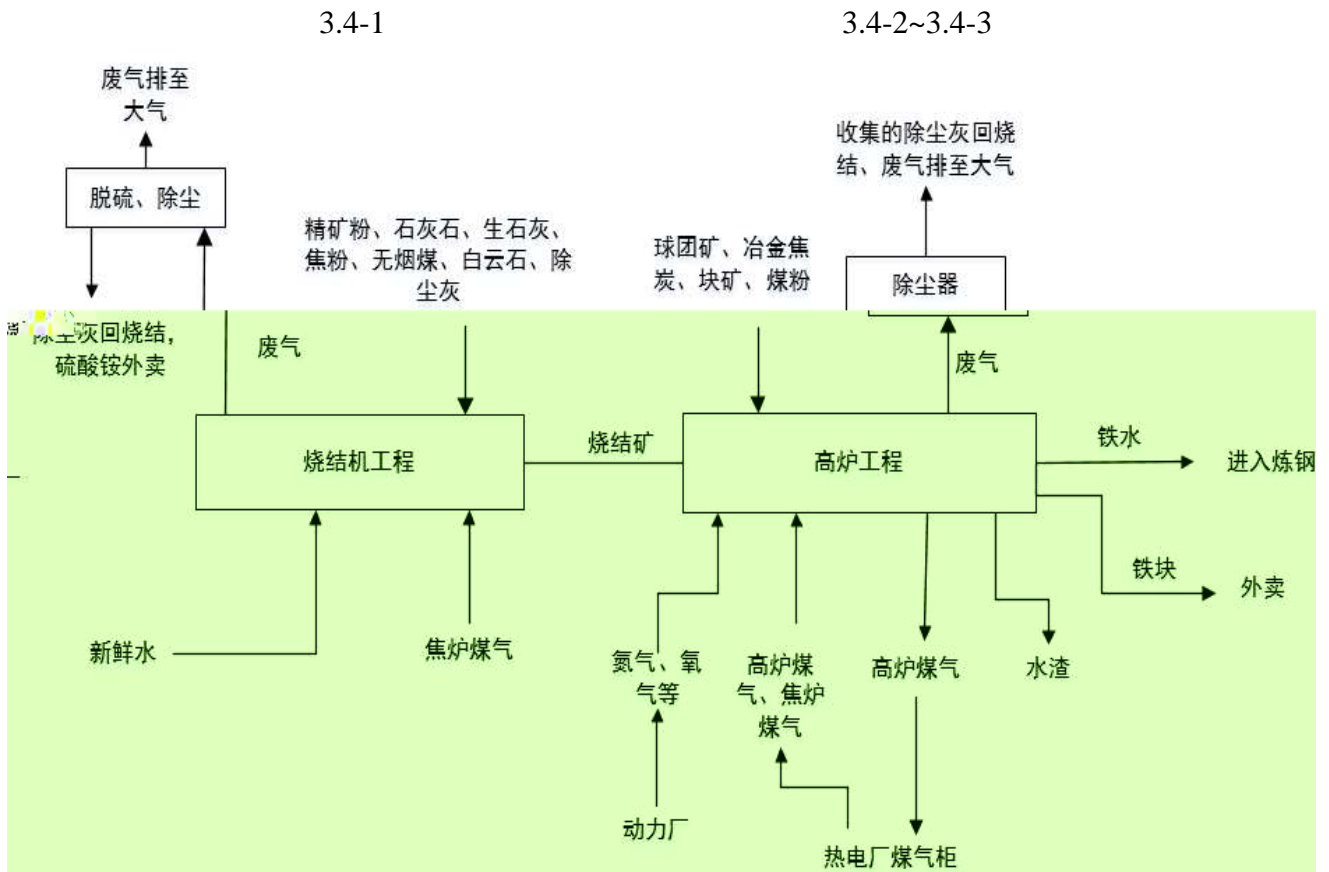 3.4-1
3.4-2~3.4-3
废气排至
大气
脱硫、除尘
精矿粉、石灰石、生石灰、
焦粉、无烟煤、白云石、除
尘灰
球团矿、冶金焦
炭、块矿、煤粉
收集的除尘灰回烧
结、废气排至大气
除尘器
除尘灰回烧结，
硫酸铵外卖
废气
废气
烧结机工程
烧结矿
高炉工程
铁水
进入炼钢
铁块
外卖
新鲜水
焦炉煤气
氮气、氧
气等
高炉煤
气、焦炉
煤气
高炉煤气
水渣
动力厂
热电厂煤气柜